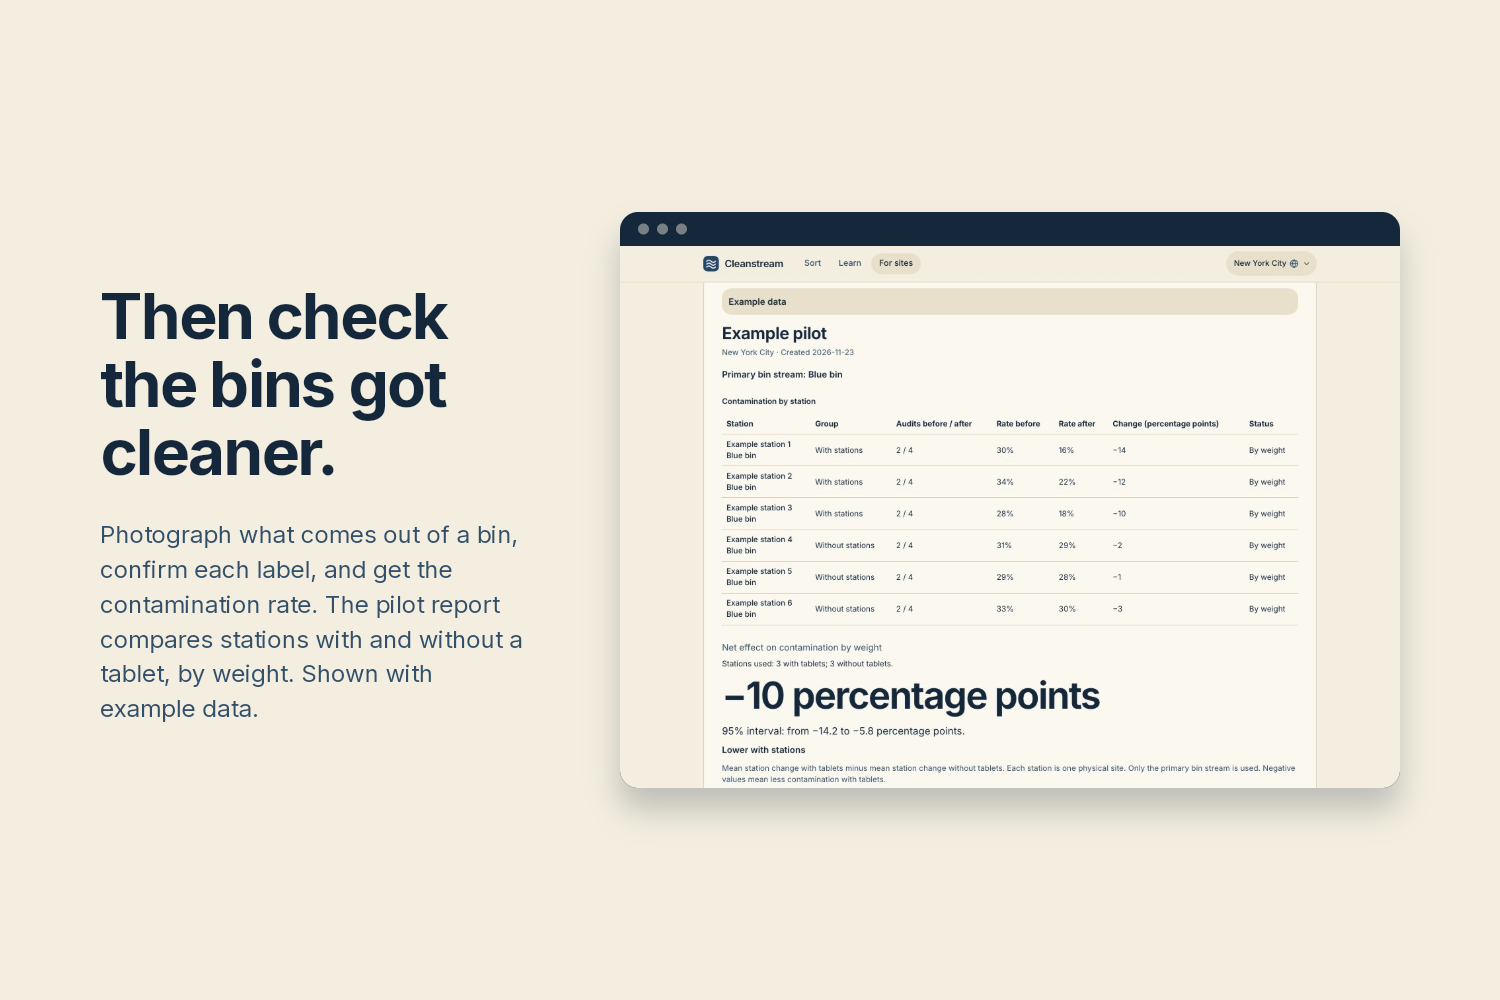 Then check
the bins got
cleaner.
Photograph what comes out of a bin,
confirm each label, and get the
contamination rate. The pilot report
compares stations with and without a
tablet, by weight. Shown with
example data.
Cleanstream Sort Learn For sites New York City
Example data
Example pilot
New York City · Created 2026-11-23
Primary bin stream: Blue bin
Contamination by station
Station Group Audits before / after Rate before Rate after Change (percentage points) Status
Example station 1
Blue bin With stations 2 / 4 30% 16% −14 By weight
Example station 2
Blue bin With stations 2 / 4 34% 22% −12 By weight
Example station 3
Blue bin With stations 2 / 4 28% 18% −10 By weight
Example station 4
Blue bin Without stations 2 / 4 31% 29% −2 By weight
Example station 5
Blue bin Without stations 2 / 4 29% 28% −1 By weight
Example station 6
Blue bin Without stations 2 / 4 33% 30% −3 By weight
Net effect on contamination by weight
Stations used: 3 with tablets; 3 without tablets.
−10 percentage points
95% interval: from −14.2 to −5.8 percentage points.
Lower with stations
Mean station change with tablets minus mean station change without tablets. Each station is one physical site. Only the primary bin stream is used. Negative
values mean less contamination with tablets.